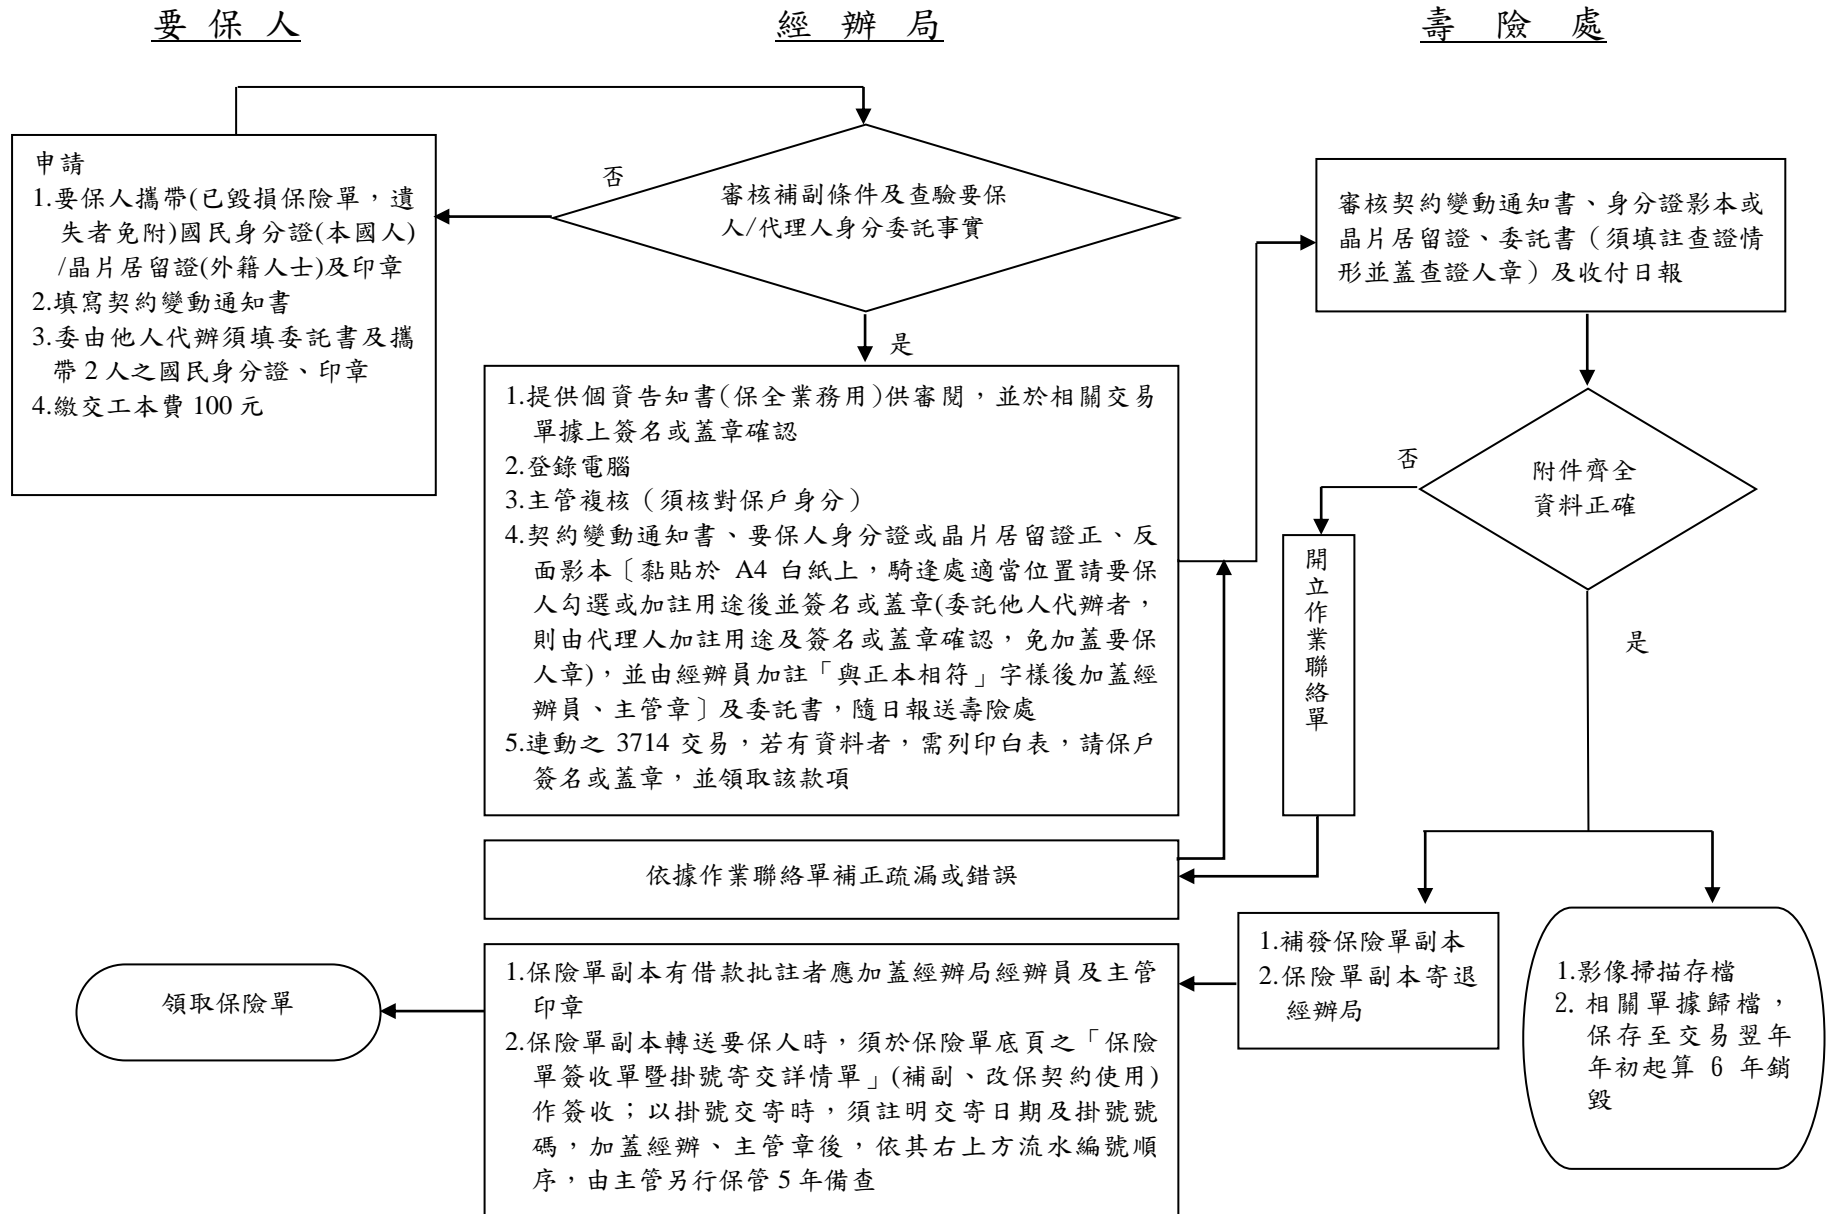 要保人
經辦局
壽險處
申請
1.要保人攜帶(已毀損保險單，遺
失者免附)國民身分證(本國人)
/晶片居留證(外籍人士)及印章
2.填寫契約變動通知書
3.委由他人代辦須填委託書及攜
帶 2 人之國民身分證、印章
4.繳交工本費 100 元
否
審核補副條件及查驗要保
人/代理人身分委託事實
是
1.提供個資告知書(保全業務用)供審閱，並於相關交易
單據上簽名或蓋章確認
2.登錄電腦
3.主管複核（須核對保戶身分）
4.契約變動通知書、要保人身分證或晶片居留證正、反
面影本〔黏貼於 A4 白紙上，騎逢處適當位置請要保
人勾選或加註用途後並簽名或蓋章(委託他人代辦者，
則由代理人加註用途及簽名或蓋章確認，免加蓋要保
人章)，並由經辦員加註「與正本相符」字樣後加蓋經
辦員、主管章〕及委託書，隨日報送壽險處
5.連動之 3714 交易，若有資料者，需列印白表，請保戶
簽名或蓋章，並領取該款項
審核契約變動通知書、身分證影本或
晶片居留證、委託書（須填註查證情
形並蓋查證人章）及收付日報
附件齊全
資料正確
否
是
開立作業聯絡單
依據作業聯絡單補正疏漏或錯誤
1.補發保險單副本
2.保險單副本寄退
經辦局
1.影像掃描存檔
2. 相關單據歸檔，
保存至交易翌年
年初起算 6 年銷
毀
1.保險單副本有借款批註者應加蓋經辦局經辦員及主管
印章
2.保險單副本轉送要保人時，須於保險單底頁之「保險
單簽收單暨掛號寄交詳情單」(補副、改保契約使用)
作簽收；以掛號交寄時，須註明交寄日期及掛號號
碼，加蓋經辦、主管章後，依其右上方流水編號順
序，由主管另行保管 5 年備查
領取保險單